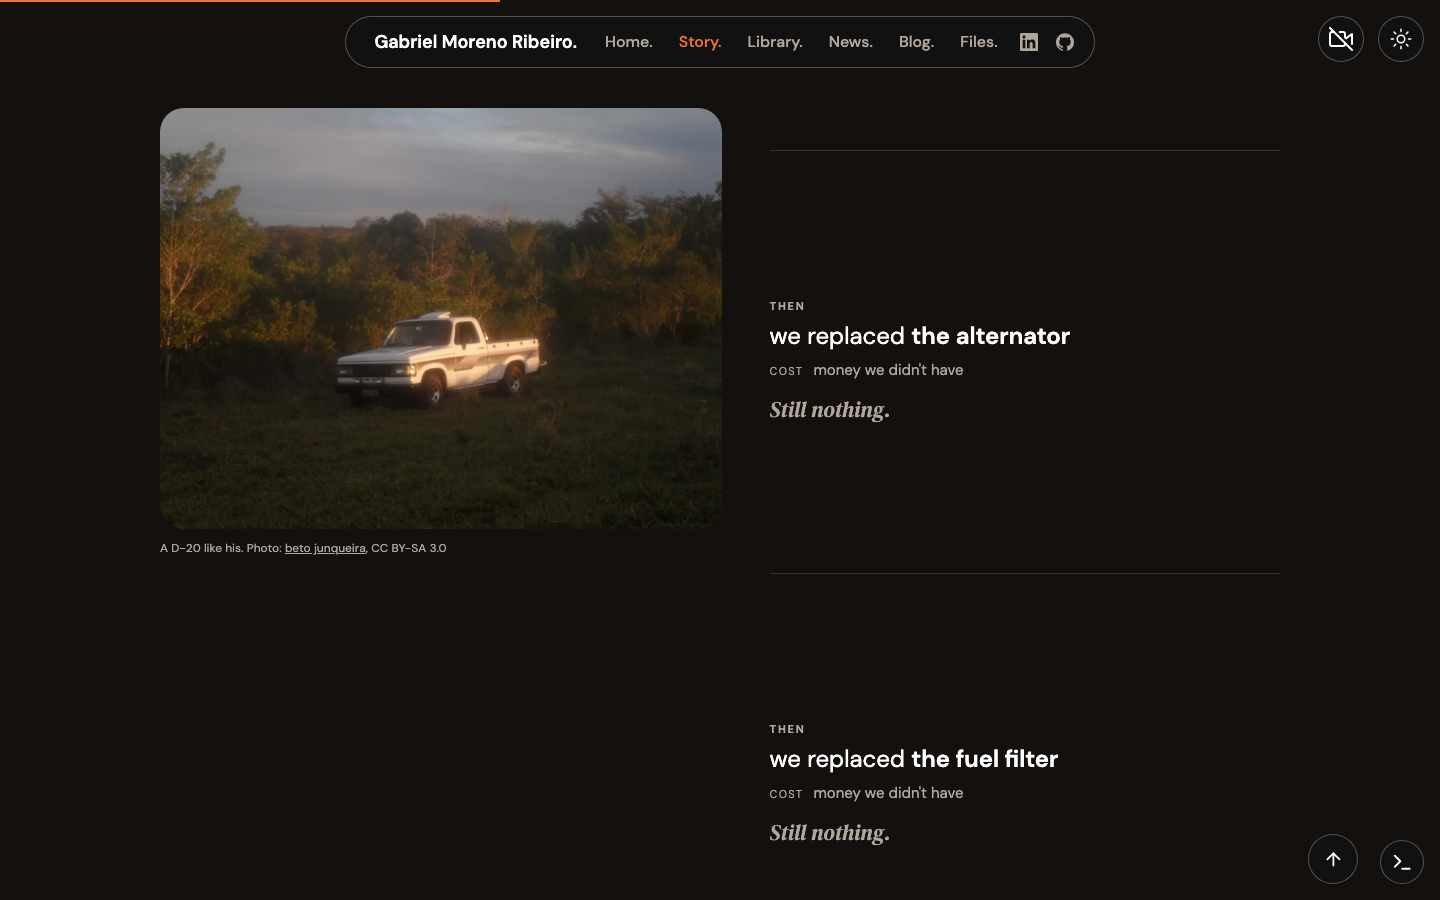 Gabriel Moreno Ribeiro. Home. Story. Library. News. Blog. Files.
A D-20 like his. Photo: beto junqueira, CC BY-SA 3.0
THEN
we replaced the alternator
COST money we didn't have
Still nothing.
THEN
we replaced the fuel filter
COST money we didn't have
Still nothing.